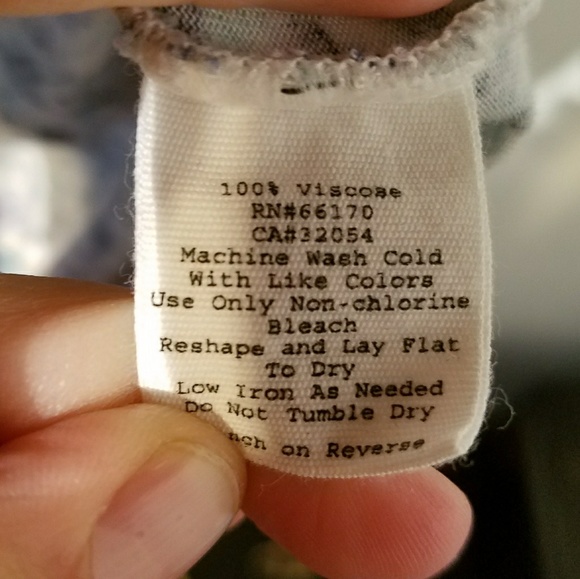 100% Viscose
RN#66170
CA#32054
Machine Wash Cold
With Like Colors
Use Only Non-chlorine
Bleach
Reshape and Lay Flat
To Dry
Low Iron As Needed
Do Not Tumble Dry
on Reverse